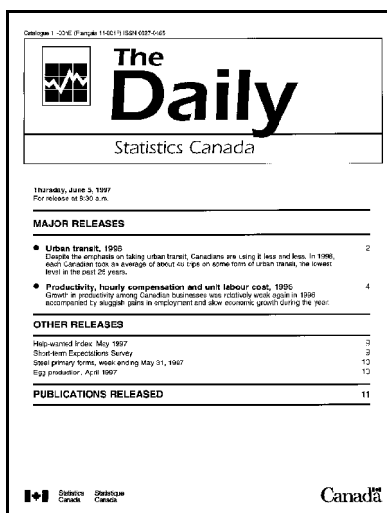 Catalogue 11-001E (Français 11-001F) ISSN 0827-0465
The
Daily
Statistics Canada
Thursday, June 5, 1997
For release at 8:30 a.m.
MAJOR RELEASES
● Urban transit, 1996 2
Despite the emphasis on taking urban transit, Canadians are using it less and less. In 1996,
each Canadian took an average of about 48 trips on some form of urban transit, the lowest
level in the past 25 years.
● Productivity, hourly compensation and unit labour cost, 1996 4
Growth in productivity among Canadian businesses was relatively weak again in 1996
accompanied by sluggish gains in employment and slow economic growth during the year.
OTHER RELEASES
Help-wanted index, May 1997 9
Short-term Expectations Survey 9
Steel primary forms, week ending May 31, 1997 10
Egg production, April 1997 10
PUBLICATIONS RELEASED 11
Statistics Statistique
Canada Canada
Canada